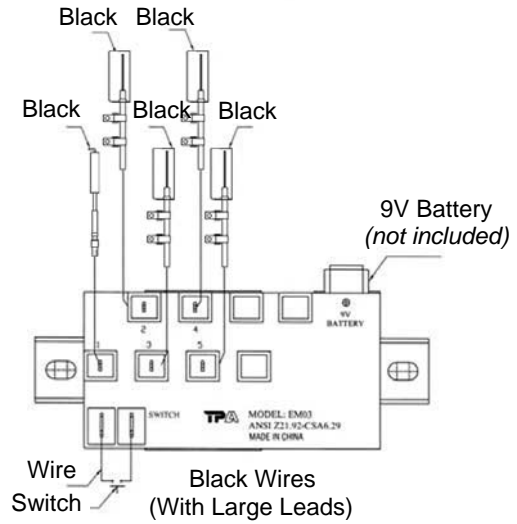 Black
Black
Black
Black
Black
9V Battery
(not included)
9V
BATTERY
2
4
1
3
5
SWITCH
TPA
MODEL: EM03
ANSI Z21.92-CSA6.29
MADE IN CHINA
Wire
Switch
Black Wires
(With Large Leads)